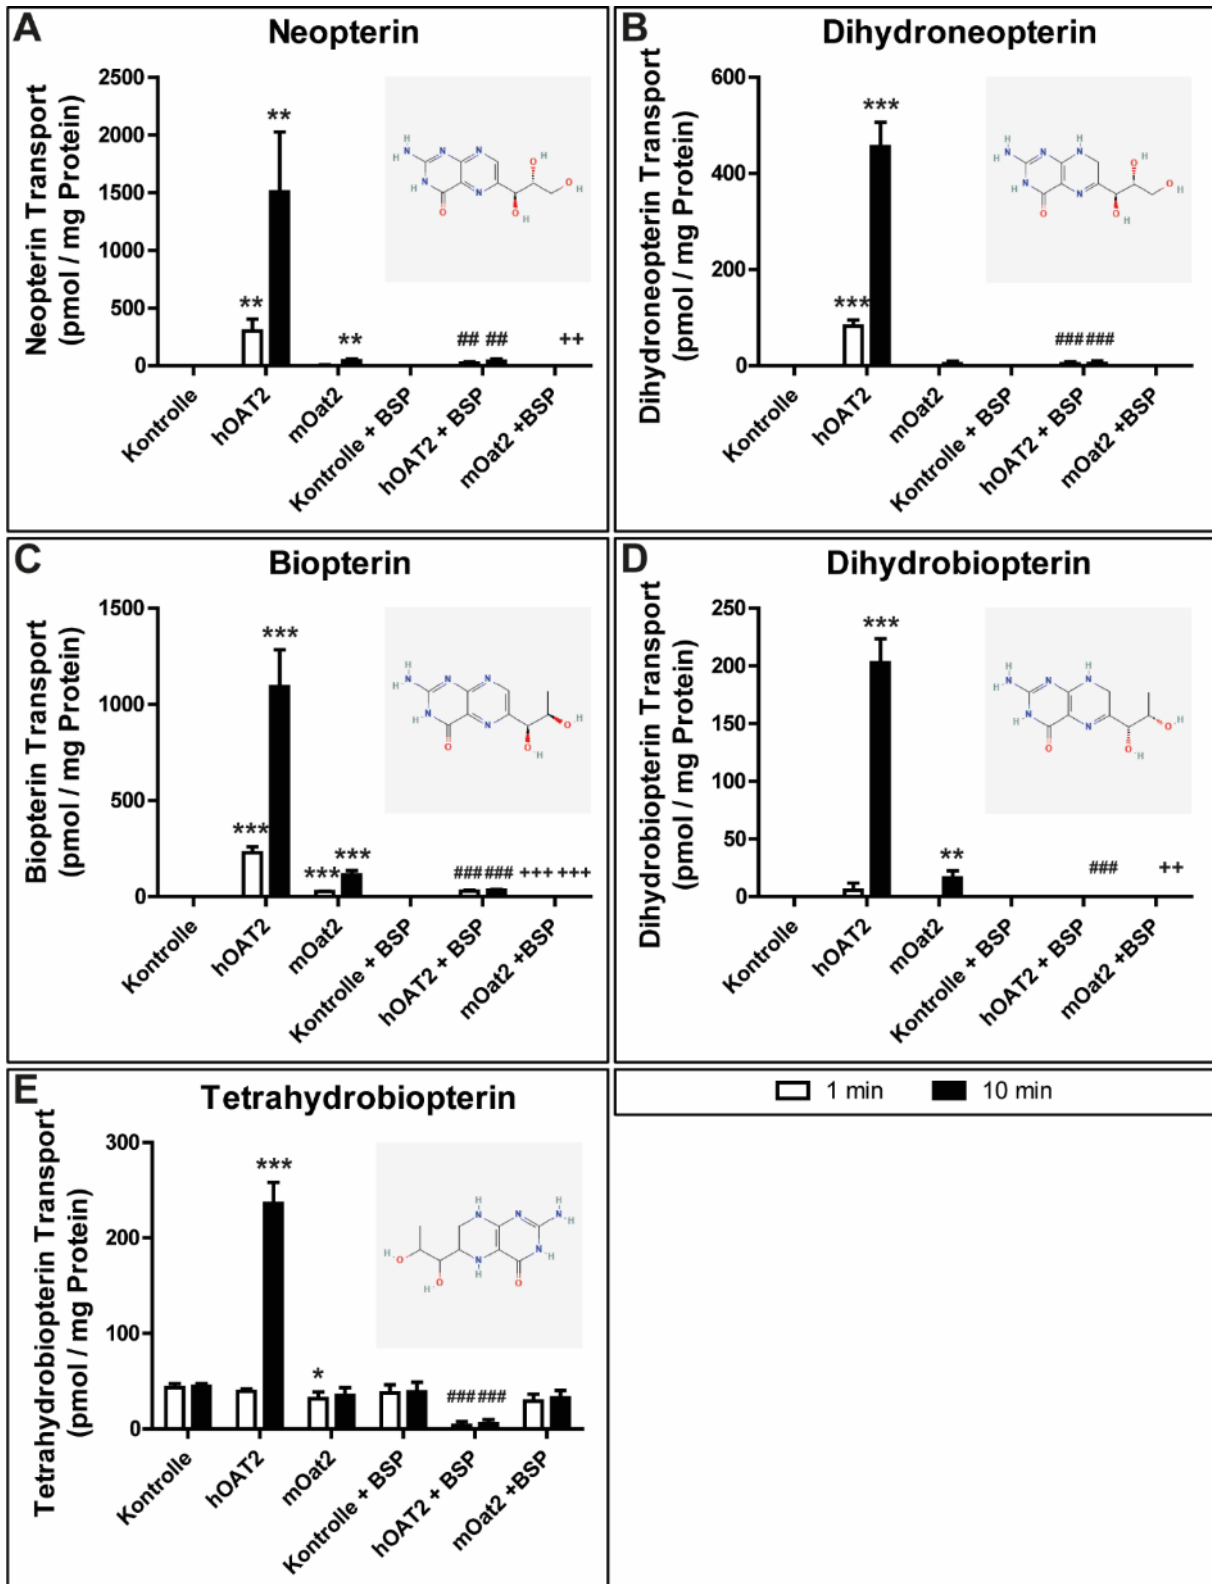 A
Neopterin
Neopterin Transport
(pmol / mg Protein)
2500
2000
1500
1000
500
0
**
**
**
##
##
++
Kontrolle
hOAT2
mOat2
Kontrolle + BSP
hOAT2 + BSP
mOat2 +BSP
B
Dihydroneopterin
Dihydroneopterin Transport
(pmol / mg Protein)
600
400
200
0
***
***
###
###
Kontrolle
hOAT2
mOat2
Kontrolle + BSP
hOAT2 + BSP
mOat2 +BSP
C
Biopterin
Biopterin Transport
(pmol / mg Protein)
1500
1000
500
0
***
***
***
***
###
###
+++
+++
Kontrolle
hOAT2
mOat2
Kontrolle + BSP
hOAT2 + BSP
mOat2 +BSP
D
Dihydrobiopterin
Dihydrobiopterin Transport
(pmol / mg Protein)
250
200
150
100
50
0
***
**
###
++
Kontrolle
hOAT2
mOat2
Kontrolle + BSP
hOAT2 + BSP
mOat2 +BSP
E
Tetrahydrobiopterin
Tetrahydrobiopterin Transport
(pmol / mg Protein)
300
200
100
0
***
*
###
###
Kontrolle
hOAT2
mOat2
Kontrolle + BSP
hOAT2 + BSP
mOat2 +BSP
1 min
10 min